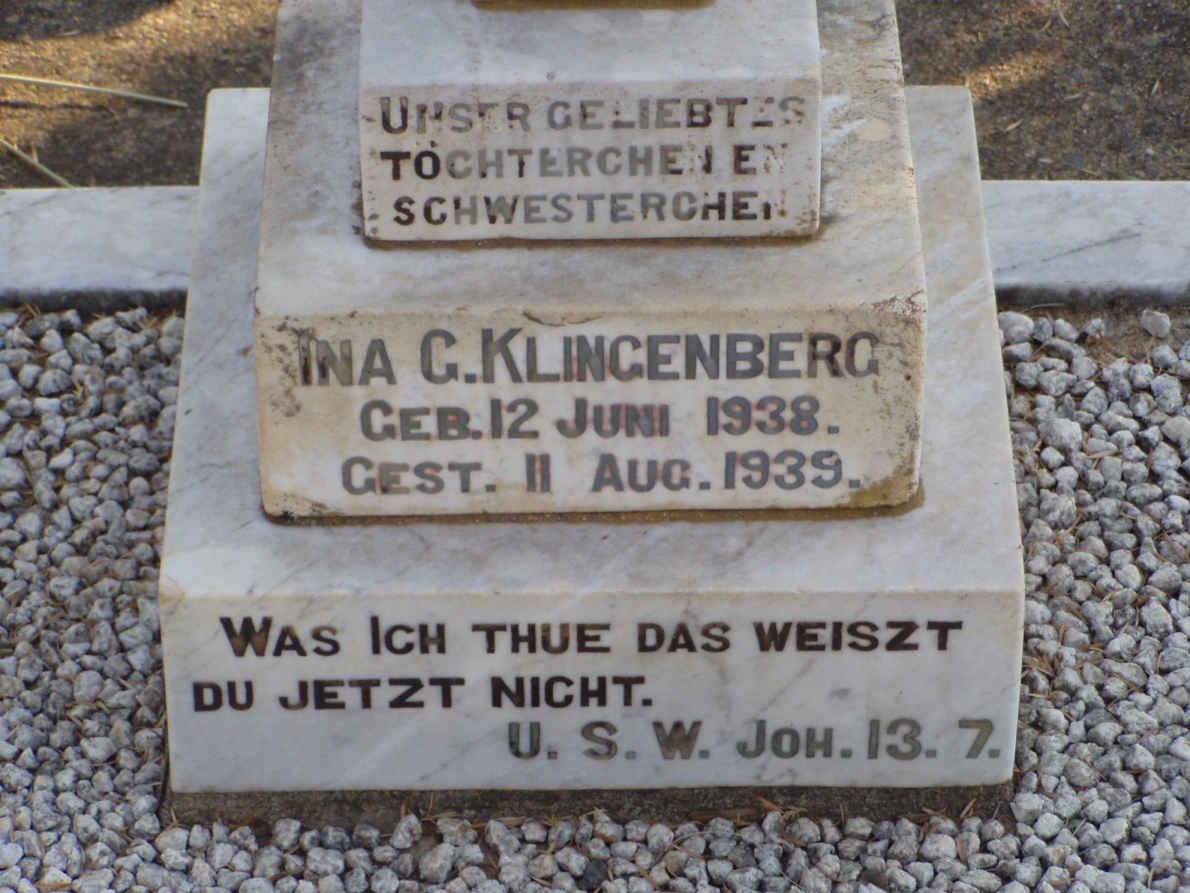 UNSER GELIEBTES
TÖCHTERCHEN EN
SCHWESTERCHEN
INA G. KLINGENBERG
GEB. 12 JUNI 1938.
GEST. 11 AUG. 1939.
WAS ICH THUE DAS WEISZT
DU JETZT NICHT.
U. S. W. JOH. 13. 7.